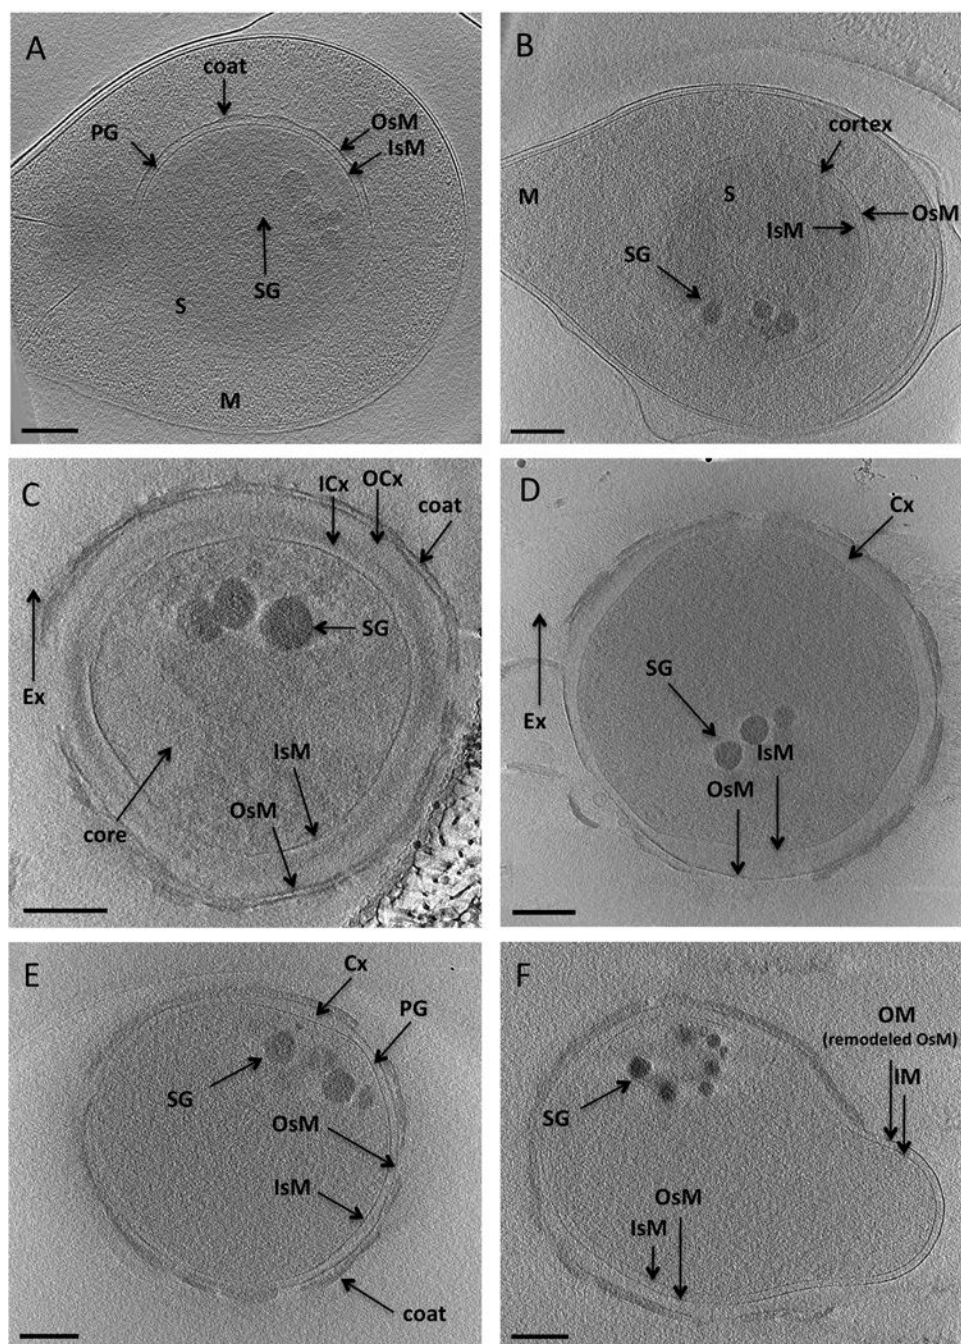 A
coat
OsM
IsM
PG
SG
S
M
B
cortex
M
S
OsM
IsM
SG
C
ICx
OCx
coat
SG
Ex
IsM
OsM
core
D
Cx
SG
Ex
IsM
OsM
E
Cx
PG
SG
OsM
IsM
coat
F
OM
(remodeled OsM)
IM
SG
OsM
IsM